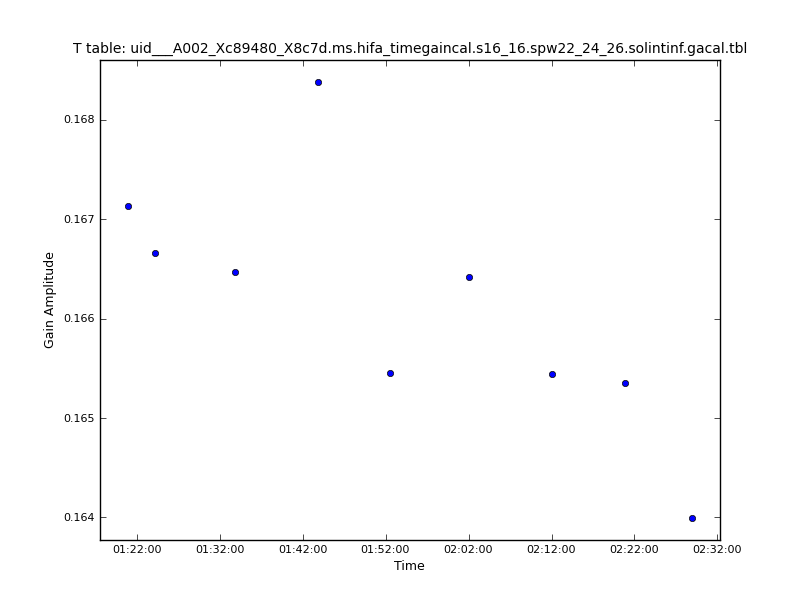 T table: uid___A002_Xc89480_X8c7d.ms.hifa_timegaincal.s16_16.spw22_24_26.solintinf.gacal.tbl
0.168
0.167
0.166
0.165
0.164
Gain Amplitude
01:22:00 01:32:00 01:42:00 01:52:00 02:02:00 02:12:00 02:22:00 02:32:00
Time